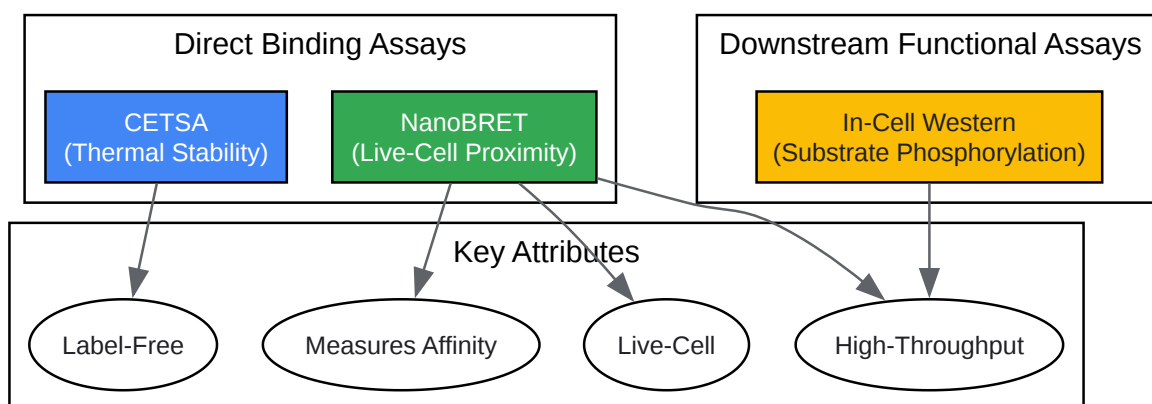 Direct Binding Assays
Downstream Functional Assays
CETSA
(Thermal Stability)
NanoBRET
(Live-Cell Proximity)
In-Cell Western
(Substrate Phosphorylation)
Key Attributes
Label-Free
Measures Affinity
Live-Cell
High-Throughput